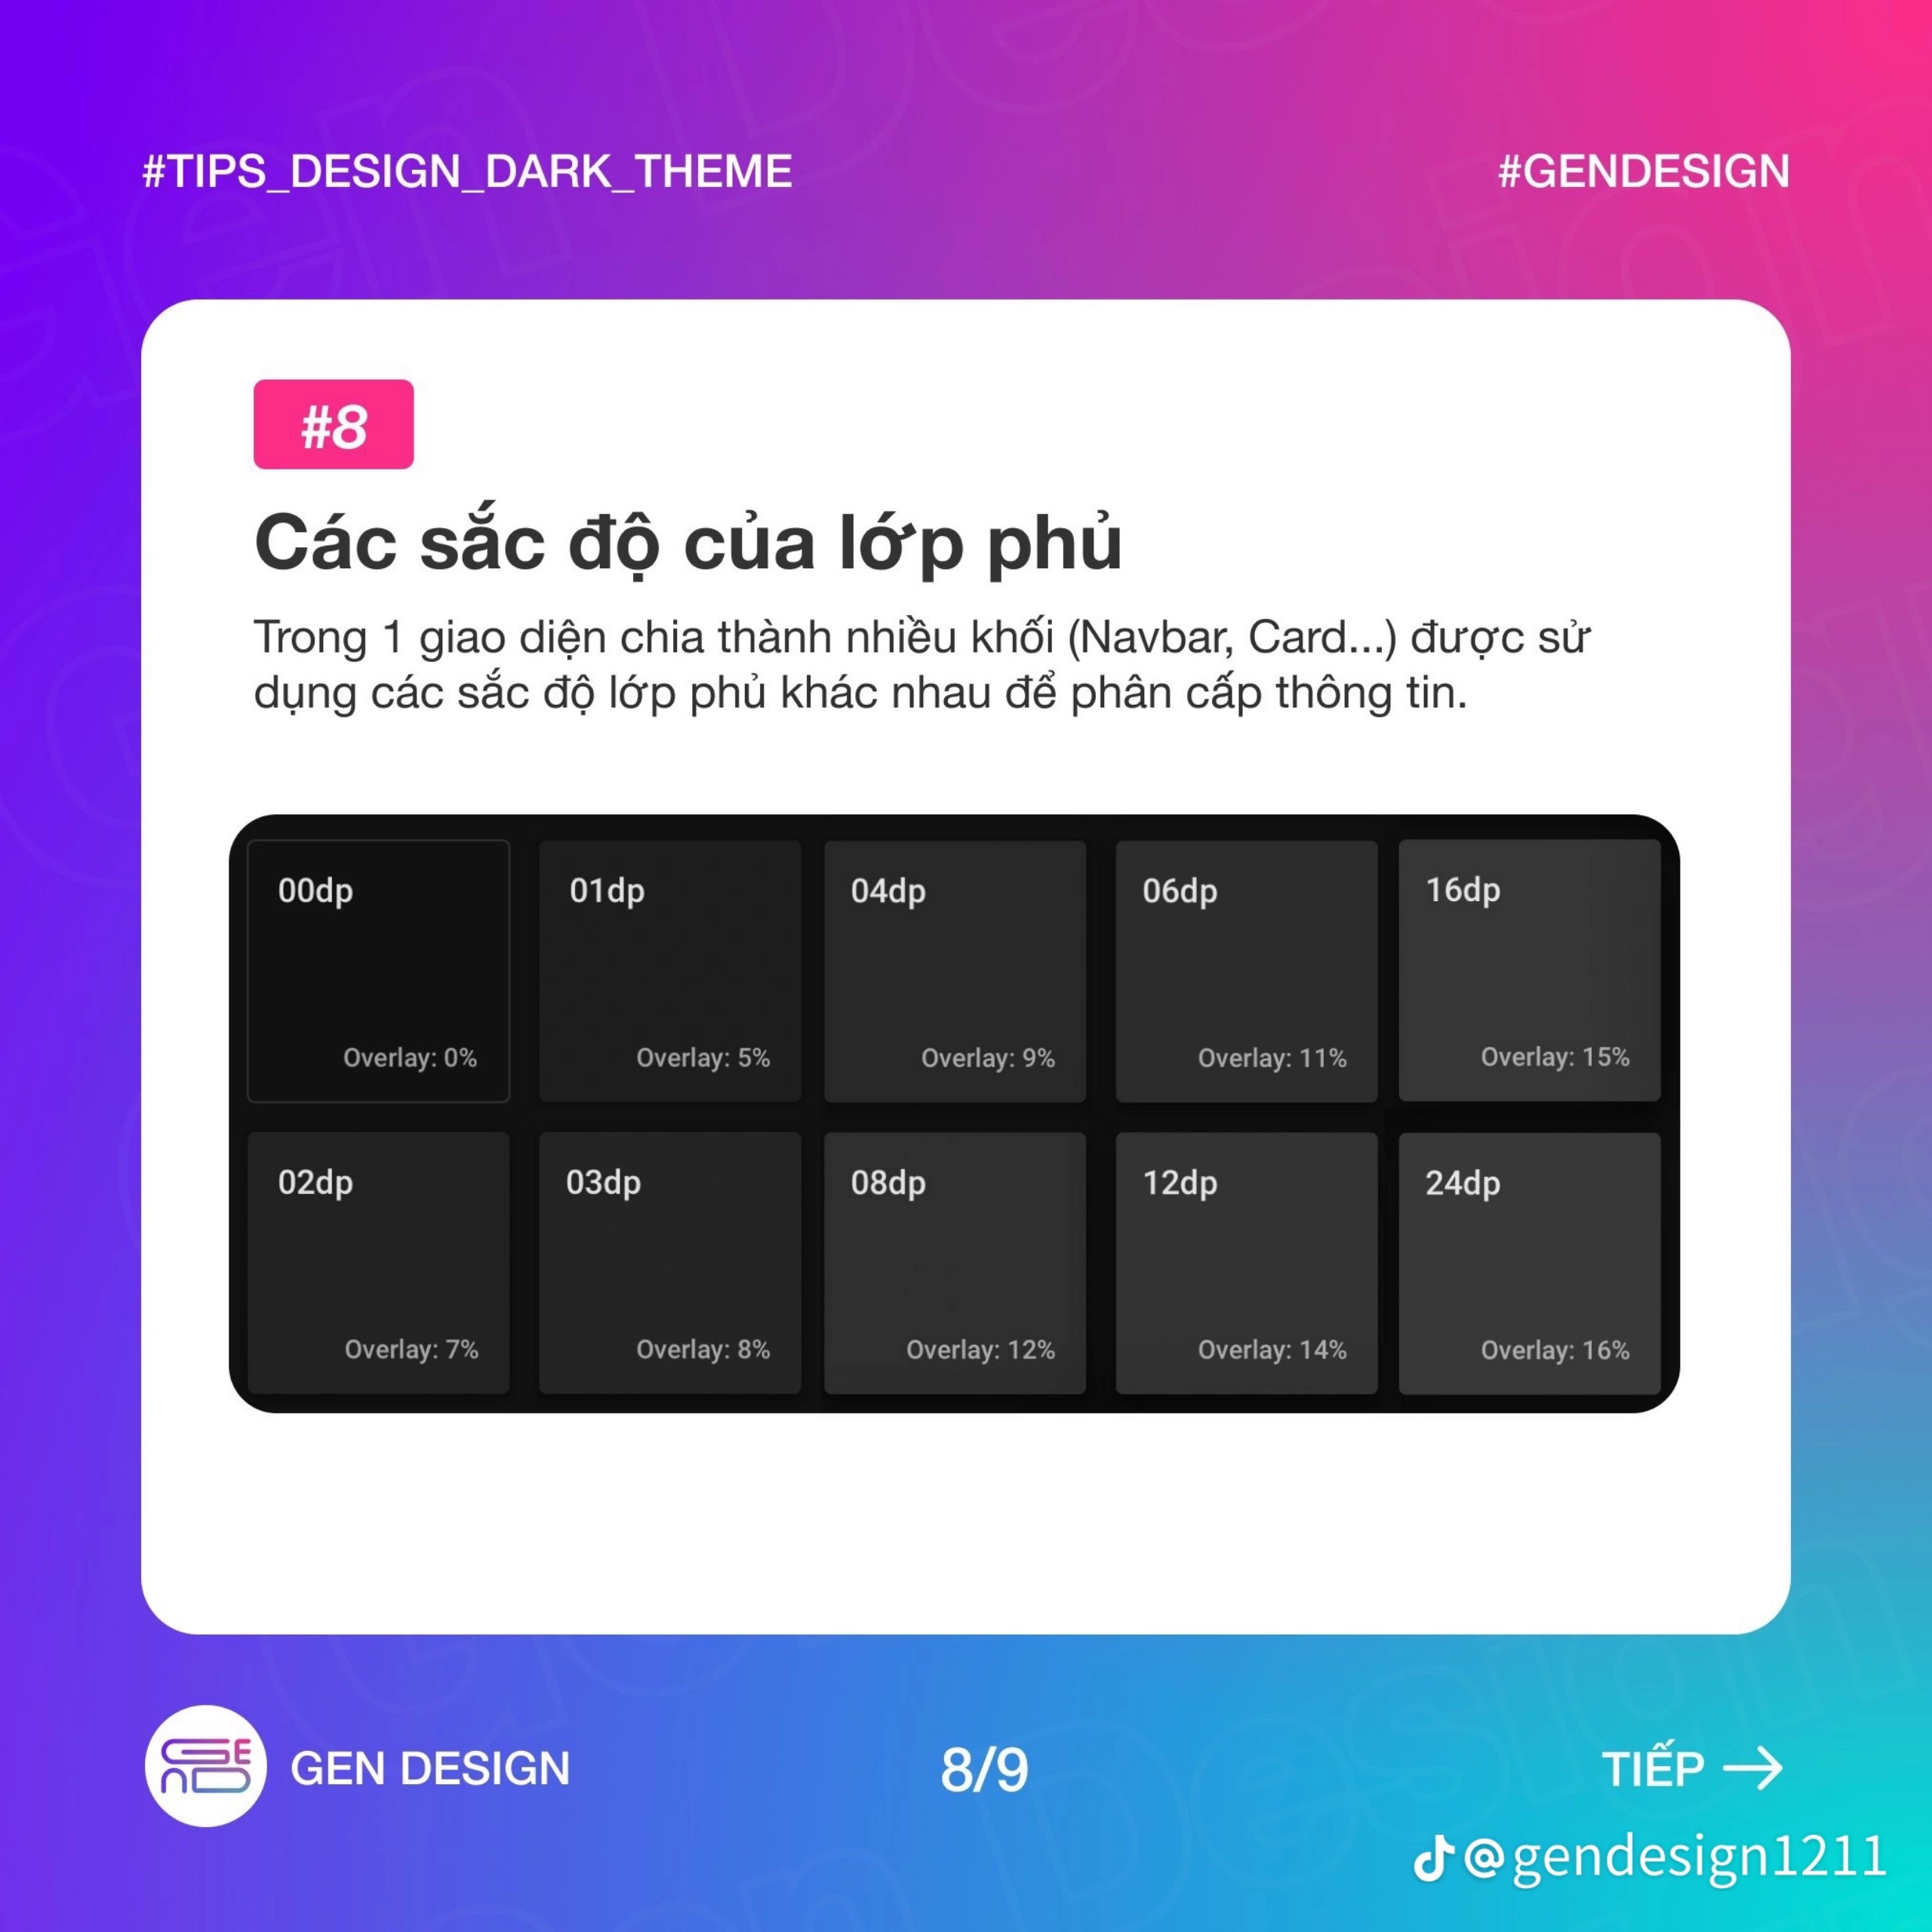 #TIPS_DESIGN_DARK_THEME
#GENDESIGN
#8
Các sắc độ của lớp phủ
Trong 1 giao diện chia thành nhiều khối (Navbar, Card...) được sử
dụng các sắc độ lớp phủ khác nhau để phân cấp thông tin.
00dp
Overlay: 0%
01dp
Overlay: 5%
04dp
Overlay: 9%
06dp
Overlay: 11%
16dp
Overlay: 15%
02dp
Overlay: 7%
03dp
Overlay: 8%
08dp
Overlay: 12%
12dp
Overlay: 14%
24dp
Overlay: 16%
GEN DESIGN
8/9
TIẾP →
@gendesign1211